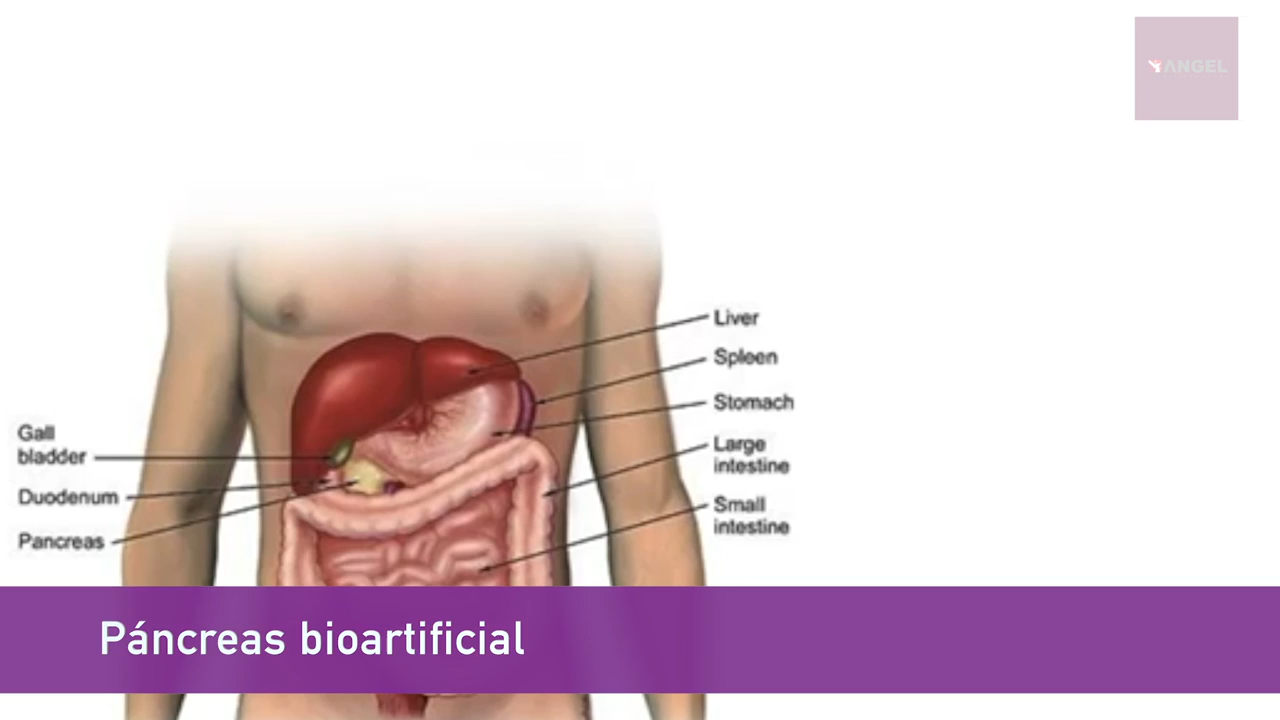 ANGEL
Liver
Spleen
Stomach
Large
intestine
Small
intestine
Gall
bladder
Duodenum
Pancreas
Páncreas bioartificial